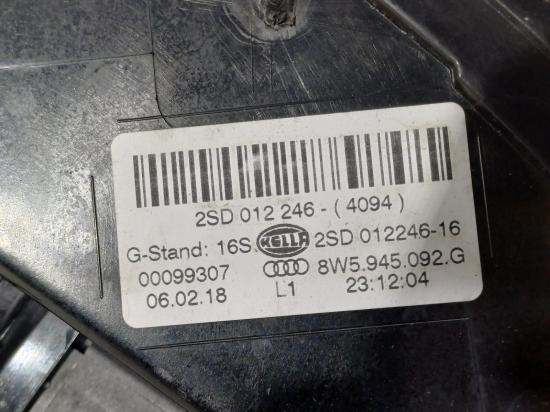 2SD 012 246- ( 4094 )
G-Stand: 16S. HELLA 2SD 012246-16
00099307 8W5.945.092.G
06.02.18 L1 23:12:04